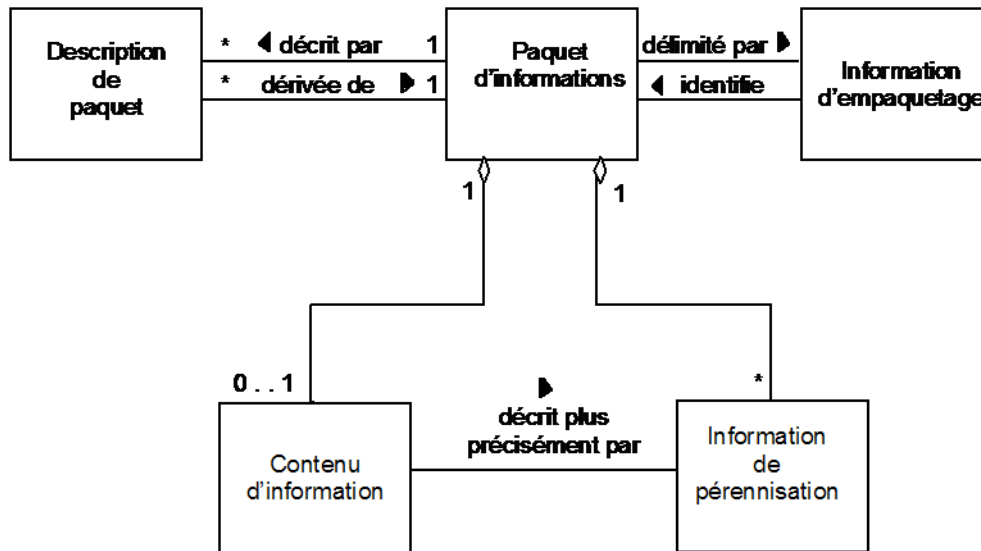 Description
de
paquet
* ◀ décrit par 1
* dérivée de ▶ 1
Paquet
d'informations
délimité par ▶
◀ identifie
Information
d'empaquetage
1
1
0 . . 1
*
▶
décrit plus
précisément par
Contenu
d'information
Information
de
pérennisation